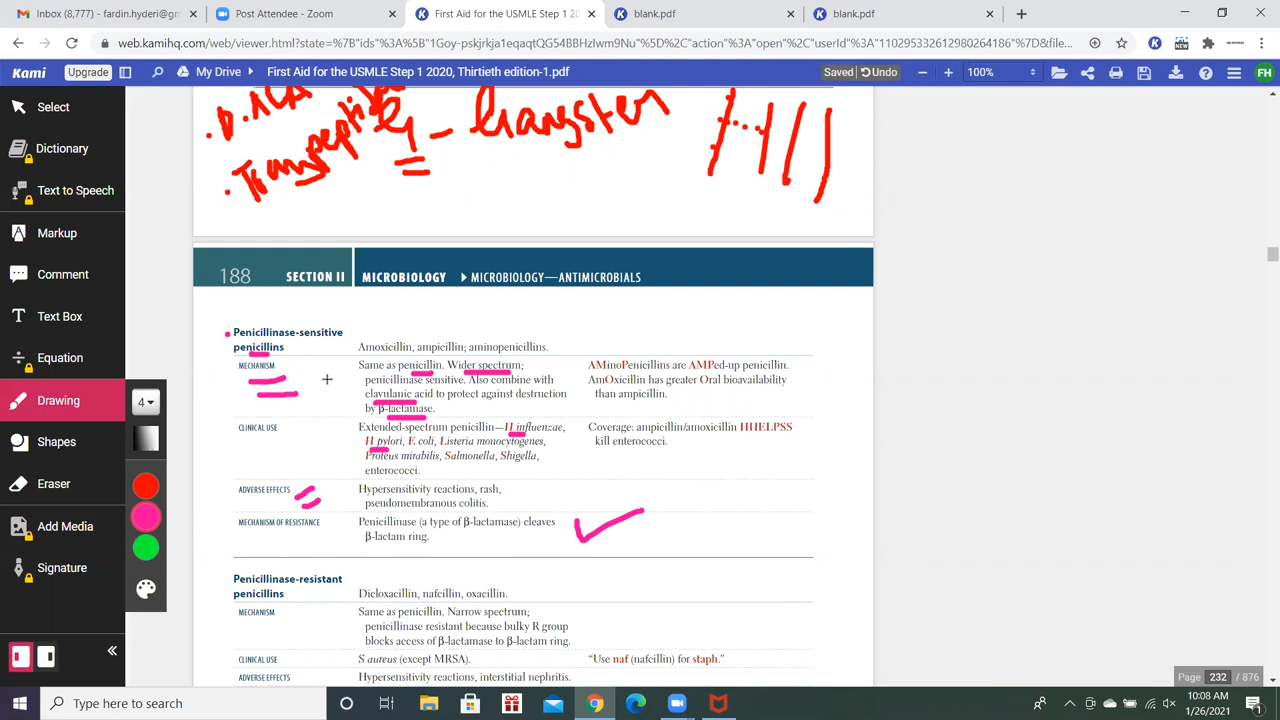 fardin.hyderi@gm
Post Attendee - Zoom
First Aid for the USMLE Step 1 20
blank.pdf
blank.pdf
web.kamihq.com/web/viewer.html?state=%7B"ids"%3A%5B"1Goy-pskjrkja1eqaqtQG54BBHzlwm9Nu"%5D%2C"action"%3A"open"%2C"userId"%3A"110295332612980264186"%7D&file...
Kami
Upgrade
My Drive
First Aid for the USMLE Step 1 2020, Thirtieth edition-1.pdf
Saved
Undo
100%
FH
Select
Dictionary
Text to Speech
Markup
Comment
Text Box
Equation
Drawing
Shapes
Eraser
Add Media
Signature
4
G - Gangster
188 SECTION II MICROBIOLOGY MICROBIOLOGY—ANTIMICROBIALS
Penicillinase-sensitive
penicillins
Amoxicillin, ampicillin; aminopenicillins.
MECHANISM
Same as penicillin. Wider spectrum;
penicillinase sensitive. Also combine with
clavulanic acid to protect against destruction
by β-lactamase.
AMinoPenicillins are AMPed-up penicillin.
AmOxicillin has greater Oral bioavailability
than ampicillin.
CLINICAL USE
Extended-spectrum penicillin—H influenzae,
H pylori, E coli, Listeria monocytogenes,
Proteus mirabilis, Salmonella, Shigella,
enterococci.
Coverage: ampicillin/amoxicillin HHELPSS
kill enterococci.
ADVERSE EFFECTS
Hypersensitivity reactions, rash,
pseudomembranous colitis.
MECHANISM OF RESISTANCE
Penicillinase (a type of β-lactamase) cleaves
β-lactam ring.
Penicillinase-resistant
penicillins
Dicloxacillin, nafcillin, oxacillin.
MECHANISM
Same as penicillin. Narrow spectrum;
penicillinase resistant because bulky R group
blocks access of β-lactamase to β-lactam ring.
CLINICAL USE
S aureus (except MRSA).
"Use naf (nafcillin) for staph."
ADVERSE EFFECTS
Hypersensitivity reactions, interstitial nephritis.
Page 232 / 876
Type here to search
10:08 AM
1/26/2021